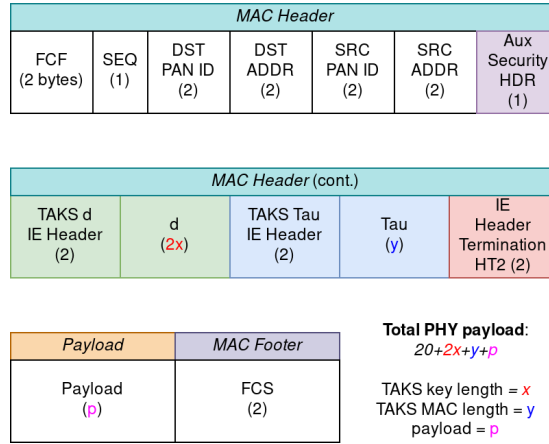 MAC Header
FCF
(2 bytes)
SEQ
(1)
DST
PAN ID
(2)
DST
ADDR
(2)
SRC
PAN ID
(2)
SRC
ADDR
(2)
Aux
Security
HDR
(1)
MAC Header (cont.)
TAKS d
IE Header
(2)
d
(2x)
TAKS Tau
IE Header
(2)
Tau
(y)
IE
Header
Termination
HT2 (2)
Payload
MAC Footer
Payload
(p)
FCS
(2)
Total PHY payload:
20+2x+y+p
TAKS key length = x
TAKS MAC length = y
payload = p